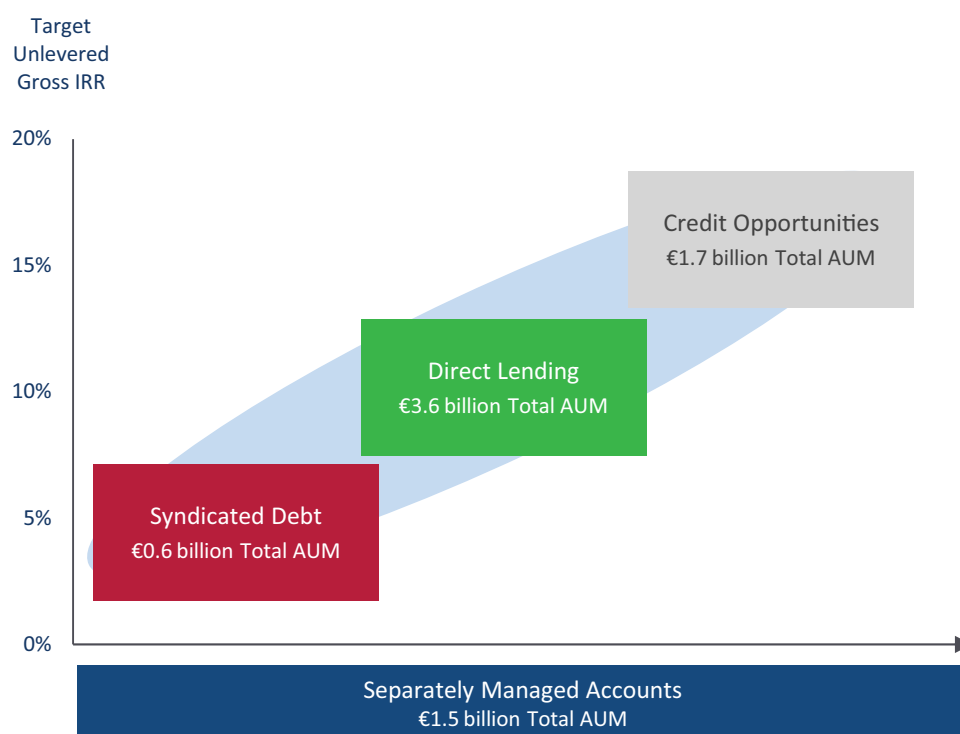 Target
Unlevered
Gross IRR
20%
15%
10%
5%
0%
Credit Opportunities
€1.7 billion Total AUM
Direct Lending
€3.6 billion Total AUM
Syndicated Debt
€0.6 billion Total AUM
Separately Managed Accounts
€1.5 billion Total AUM